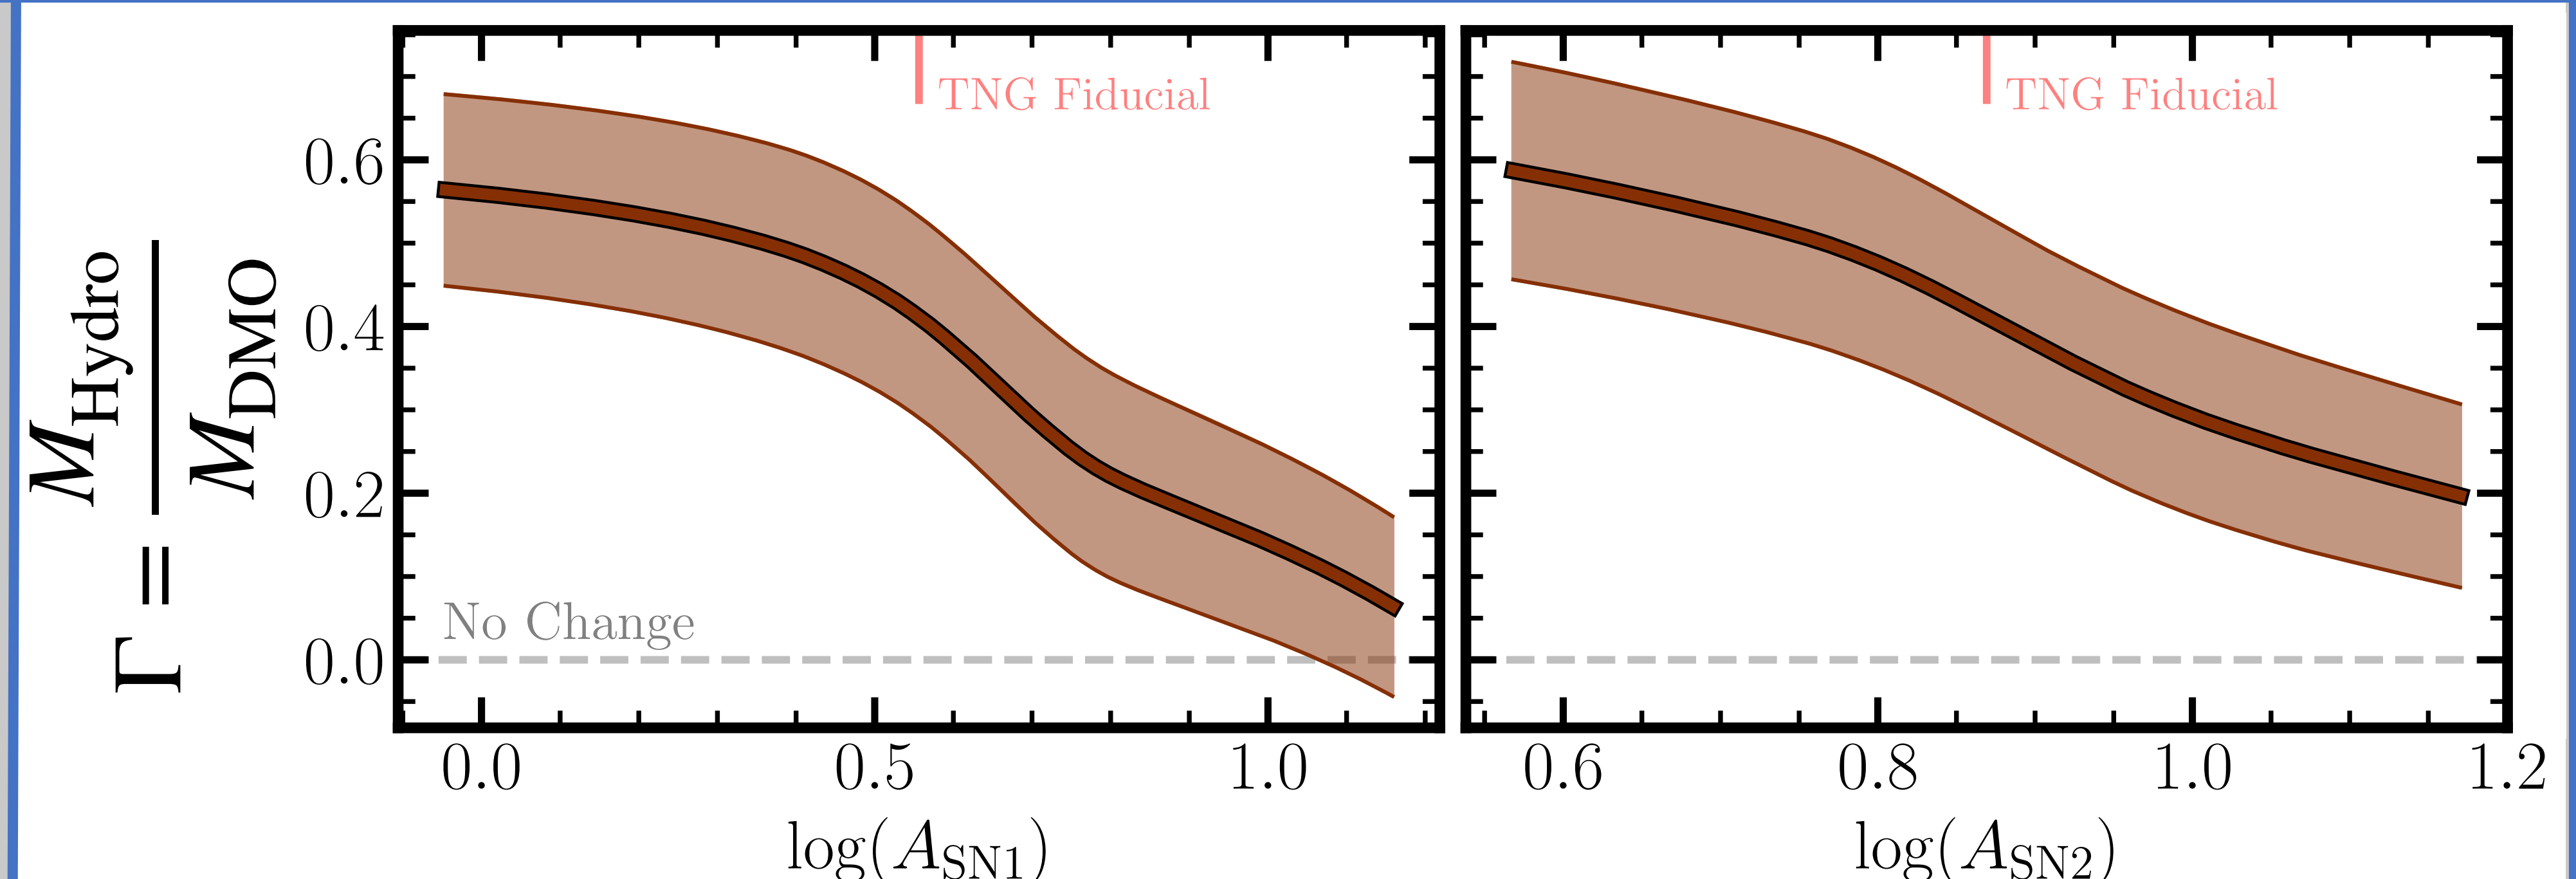 Γ = M_Hydro / M_DMO
0.6
0.4
0.2
0.0
TNG Fiducial
No Change
0.0 0.5 1.0
log(A_SN1)
TNG Fiducial
0.6 0.8 1.0 1.2
log(A_SN2)